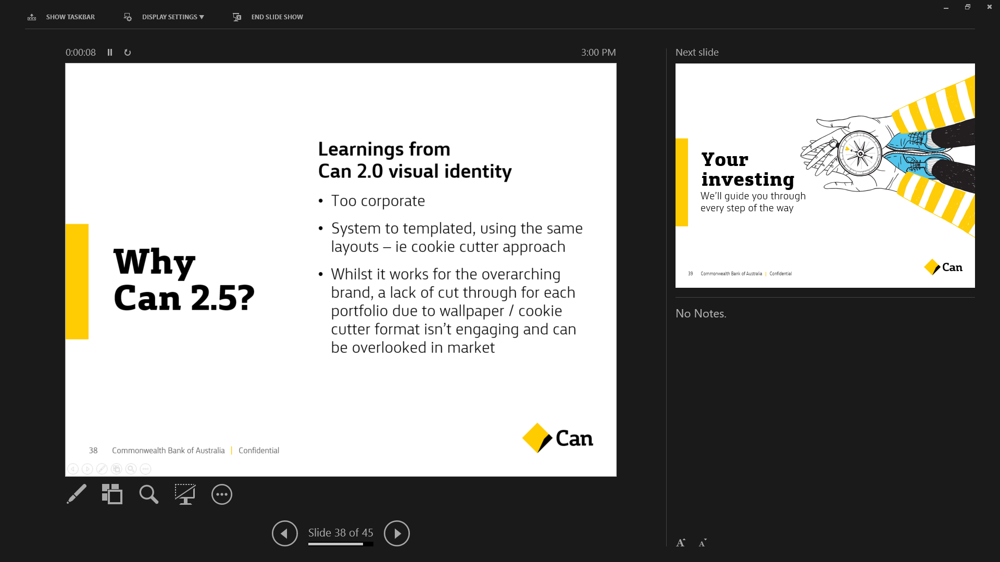 SHOW TASKBAR
DISPLAY SETTINGS
END SLIDE SHOW
0:00:08
3:00 PM
Why
Can 2.5?
Learnings from
Can 2.0 visual identity
• Too corporate
• System to templated, using the same
layouts – ie cookie cutter approach
• Whilst it works for the overarching
brand, a lack of cut through for each
portfolio due to wallpaper / cookie
cutter format isn’t engaging and can
be overlooked in market
38 Commonwealth Bank of Australia | Confidential
Can
Slide 38 of 45
Next slide
Your
investing
We’ll guide you through
every step of the way
39 Commonwealth Bank of Australia | Confidential
Can
No Notes.
A A